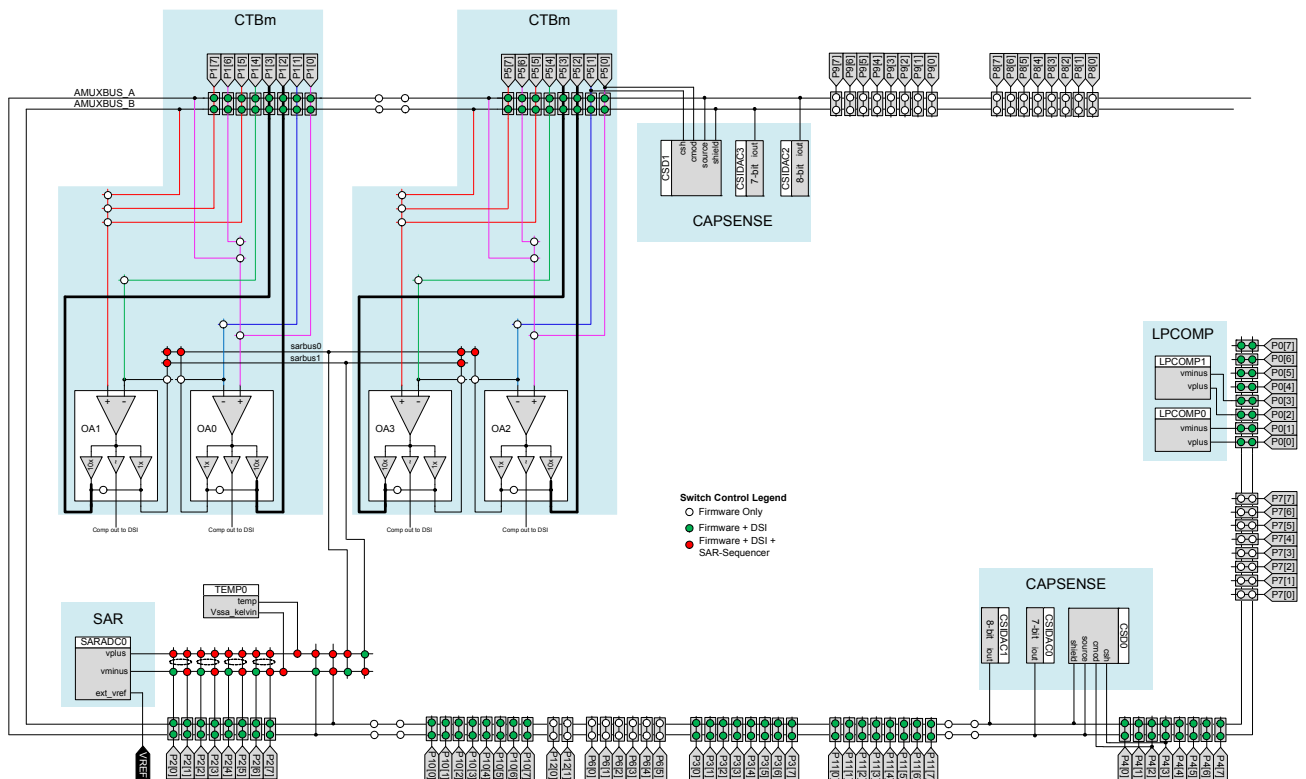 CTBm
CTBm
P1[7]
P1[6]
P1[5]
P1[4]
P1[3]
P1[2]
P1[1]
P1[0]
P5[7]
P5[6]
P5[5]
P5[4]
P5[3]
P5[2]
P5[1]
P5[0]
P9[7]
P9[6]
P9[5]
P9[4]
P9[3]
P9[2]
P9[1]
P9[0]
P8[7]
P8[6]
P8[5]
P8[4]
P8[3]
P8[2]
P8[1]
P8[0]
AMUXBUS_A
AMUXBUS_B
CSD1
csh
cmod
source
shield
CSIDAC3
7-bit iout
CSIDAC2
8-bit iout
CAPSENSE
sarbus0
sarbus1
+ −
− +
+ −
− +
OA1
OA0
OA3
OA2
10x
~
1x
1x
~
10x
10x
~
1x
1x
~
10x
Comp out to DSI
Comp out to DSI
Comp out to DSI
Comp out to DSI
LPCOMP
LPCOMP1
vminus
vplus
LPCOMP0
vminus
vplus
P0[7]
P0[6]
P0[5]
P0[4]
P0[3]
P0[2]
P0[1]
P0[0]
Switch Control Legend
Firmware Only
Firmware + DSI
Firmware + DSI +
SAR-Sequencer
P7[7]
P7[6]
P7[5]
P7[4]
P7[3]
P7[2]
P7[1]
P7[0]
TEMP0
temp
Vssa_kelvin
SAR
SARADC0
vplus
vminus
ext_vref
VREF
CAPSENSE
CSIDAC1
8-bit iout
CSIDAC0
7-bit iout
CSD0
shield
source
cmod
csh
P2[0]
P2[1]
P2[2]
P2[3]
P2[4]
P2[5]
P2[6]
P2[7]
P10[0]
P10[1]
P10[2]
P10[3]
P10[4]
P10[5]
P10[6]
P10[7]
P12[0]
P12[1]
P6[0]
P6[1]
P6[2]
P6[3]
P6[4]
P6[5]
P3[0]
P3[1]
P3[2]
P3[3]
P3[4]
P3[5]
P3[6]
P3[7]
P11[0]
P11[1]
P11[2]
P11[3]
P11[4]
P11[5]
P11[6]
P11[7]
P4[0]
P4[1]
P4[2]
P4[3]
P4[4]
P4[5]
P4[6]
P4[7]